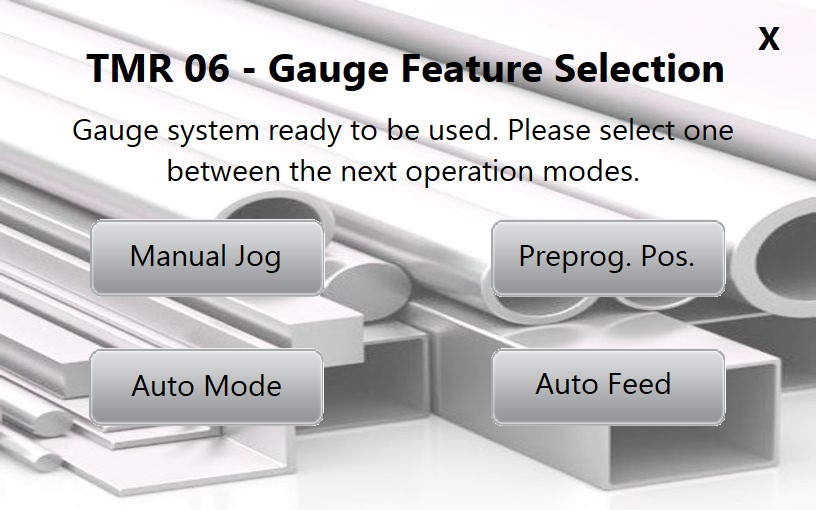 X
TMR 06 - Gauge Feature Selection
Gauge system ready to be used. Please select one
between the next operation modes.
Manual Jog
Preprog. Pos.
Auto Mode
Auto Feed